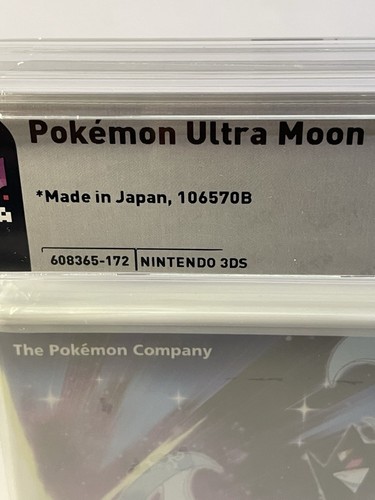 Pokémon Ultra Moon
*Made in Japan, 106570B
608365-172 NINTENDO 3DS
The Pokémon Company